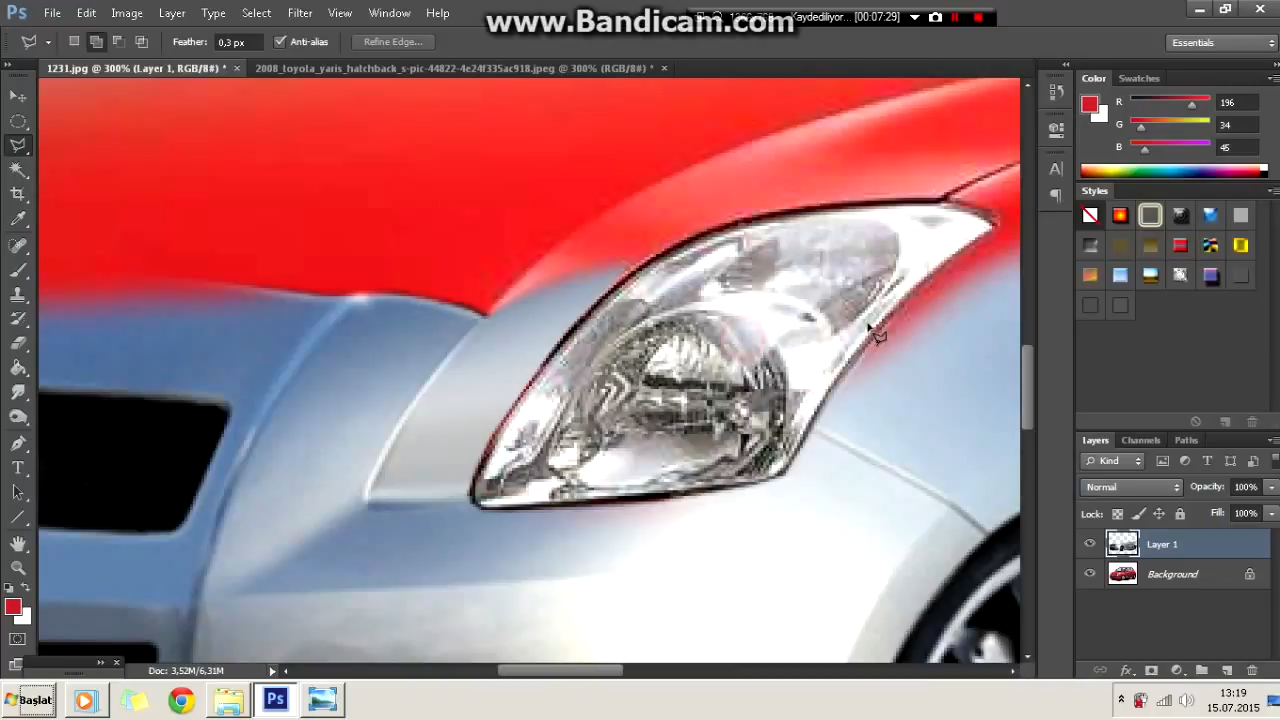 Ps File Edit Image Layer Type Select Filter 3D View Window Help
www.Bandicam.com
Kaydediliyor... 00:07:29
Feather: 0,3 px Anti-alias Refine Edge... Essentials
1231.jpg @ 300% (Layer 1, RGB/8#) * × 2008_toyota_yaris_hatchback_s-pic-44822-4e24f335ac918.jpeg @ 300% (RGB/8#) * ×
Color Swatches
R 196
G 34
B 45
Styles
Layers Channels Paths
Kind
Normal Opacity: 100%
Lock: Fill: 100%
Layer 1
Background
Doc: 3,52M/6,31M
Başlat Ps 13:19
15.07.2015